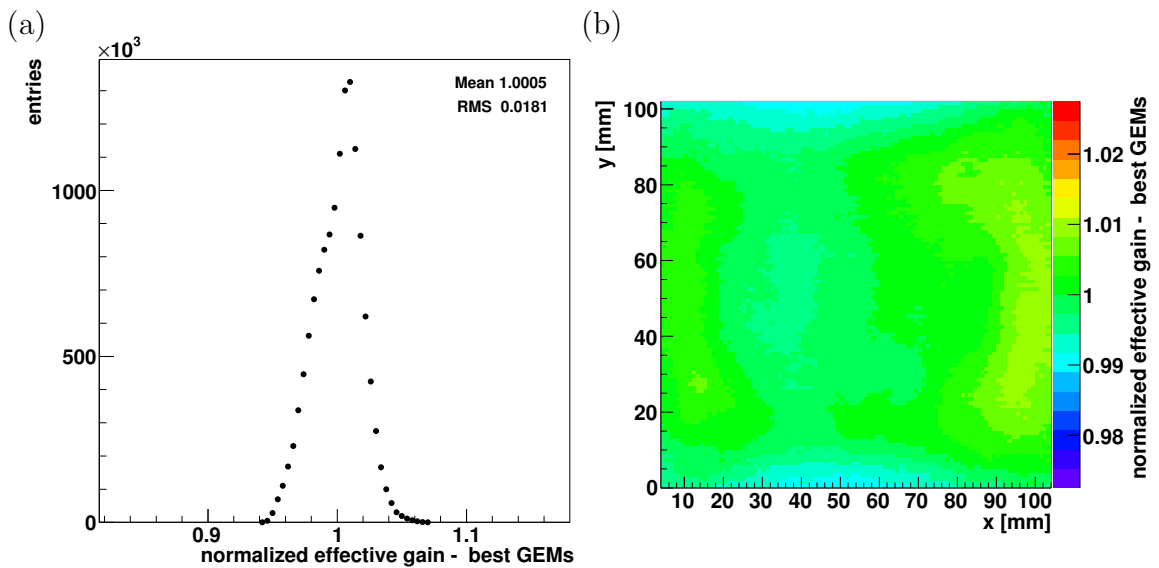 (a)
×10³
entries
Mean 1.0005
RMS 0.0181
1000
500
0
0.9 1 1.1
normalized effective gain - best GEMs
(b)
y [mm]
100
80
60
40
20
0
10 20 30 40 50 60 70 80 90 100
x [mm]
1.02
1.01
1
0.99
0.98
normalized effective gain - best GEMs